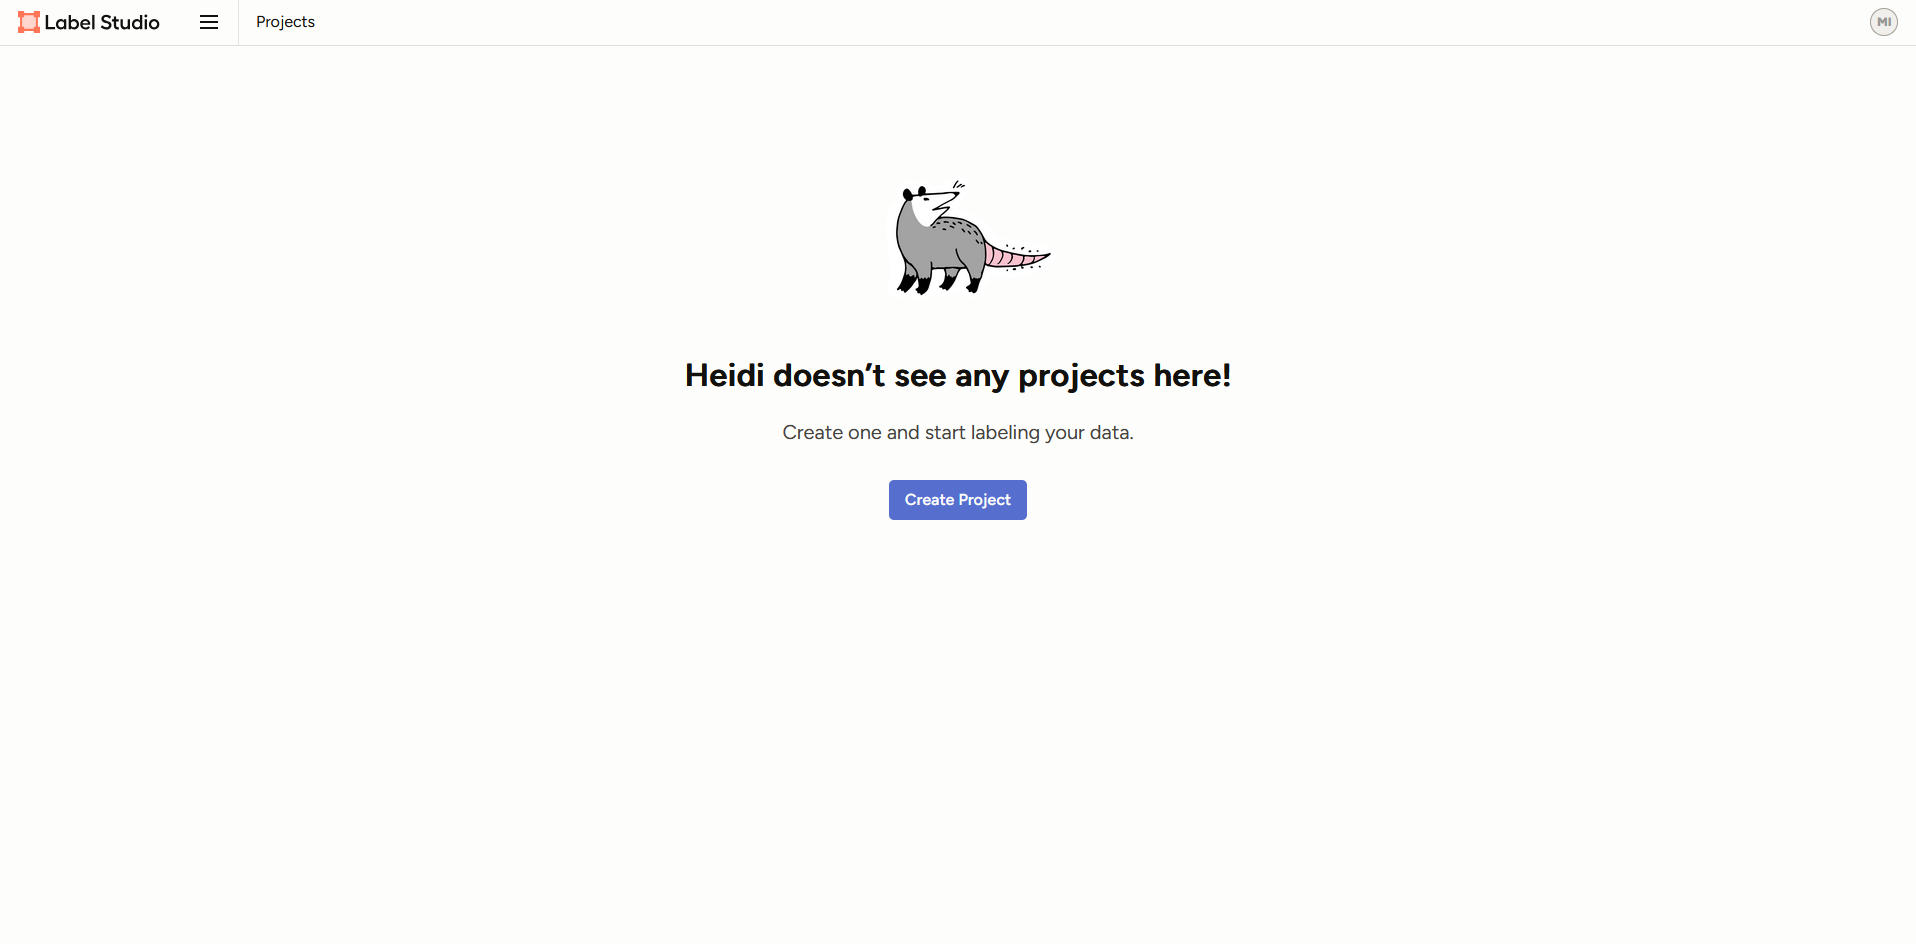 Label Studio
Projects
MI
Heidi doesn’t see any projects here!
Create one and start labeling your data.
Create Project